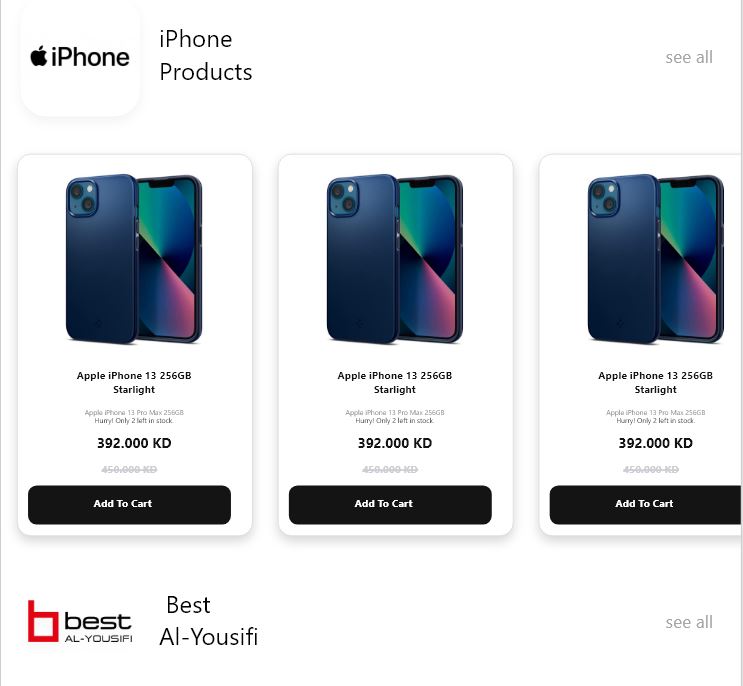 iPhone
iPhone
Products
see all
Apple iPhone 13 256GB
Starlight
Apple iPhone 13 Pro Max 256GB
Hurry! Only 2 left in stock.
392.000 KD
450.000 KD
Add To Cart
Apple iPhone 13 256GB
Starlight
Apple iPhone 13 Pro Max 256GB
Hurry! Only 2 left in stock.
392.000 KD
450.000 KD
Add To Cart
Apple iPhone 13 256GB
Starlight
Apple iPhone 13 Pro Max 256GB
Hurry! Only 2 left in stock.
392.000 KD
450.000 KD
Add To Cart
best
AL-YOUSIFI
Best
Al-Yousifi
see all